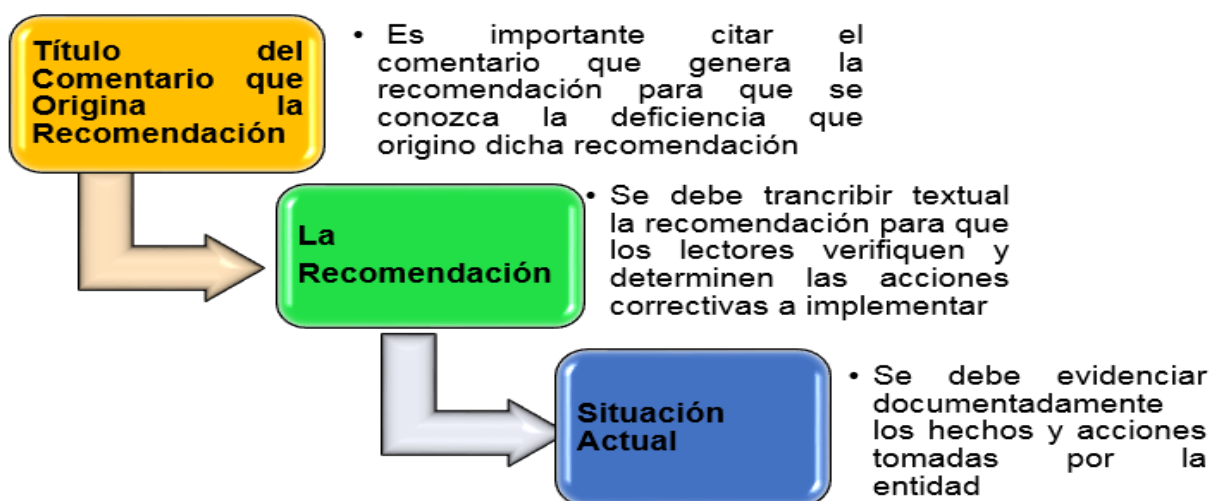 Título del
Comentario que
Origina la
Recomendación
• Es importante citar el
comentario que genera la
recomendación para que se
conozca la deficiencia que
origino dicha recomendación
La
Recomendación
• Se debe trancribir textual
la recomendación para que
los lectores verifiquen y
determinen las acciones
correctivas a implementar
Situación
Actual
• Se debe evidenciar
documentadamente
los hechos y acciones
tomadas por la
entidad